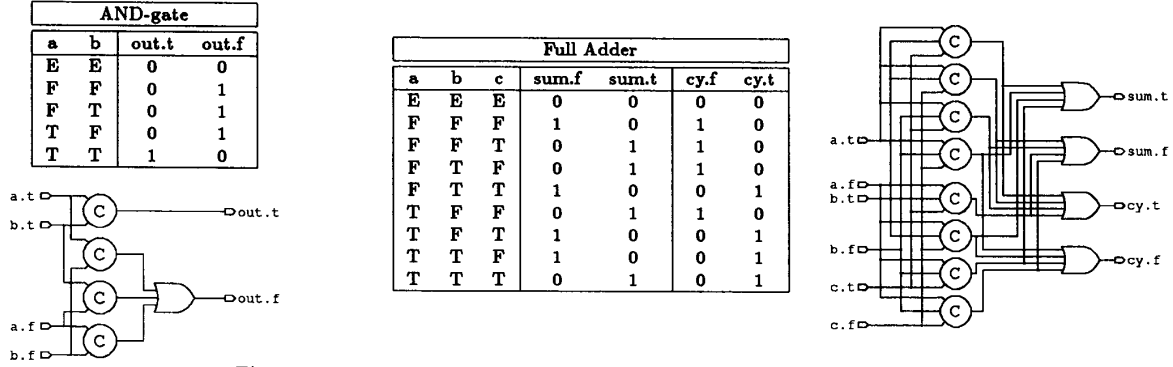 AND-gate
a b out.t out.f
E E 0 0
F F 0 1
F T 0 1
T F 0 1
T T 1 0
a.t
C
out.t
b.t
C
C
out.f
a.f
C
b.f
Full Adder
a b c sum.f sum.t cy.f cy.t
E E E 0 0 0 0
F F F 1 0 1 0
F F T 0 1 1 0
F T F 0 1 1 0
F T T 1 0 0 1
T F F 0 1 1 0
T F T 1 0 0 1
T T F 1 0 0 1
T T T 0 1 0 1
C
C
sum.t
C
a.t
C
sum.f
a.f
b.t
C
cy.t
C
b.f
cy.f
C
c.t
C
c.f